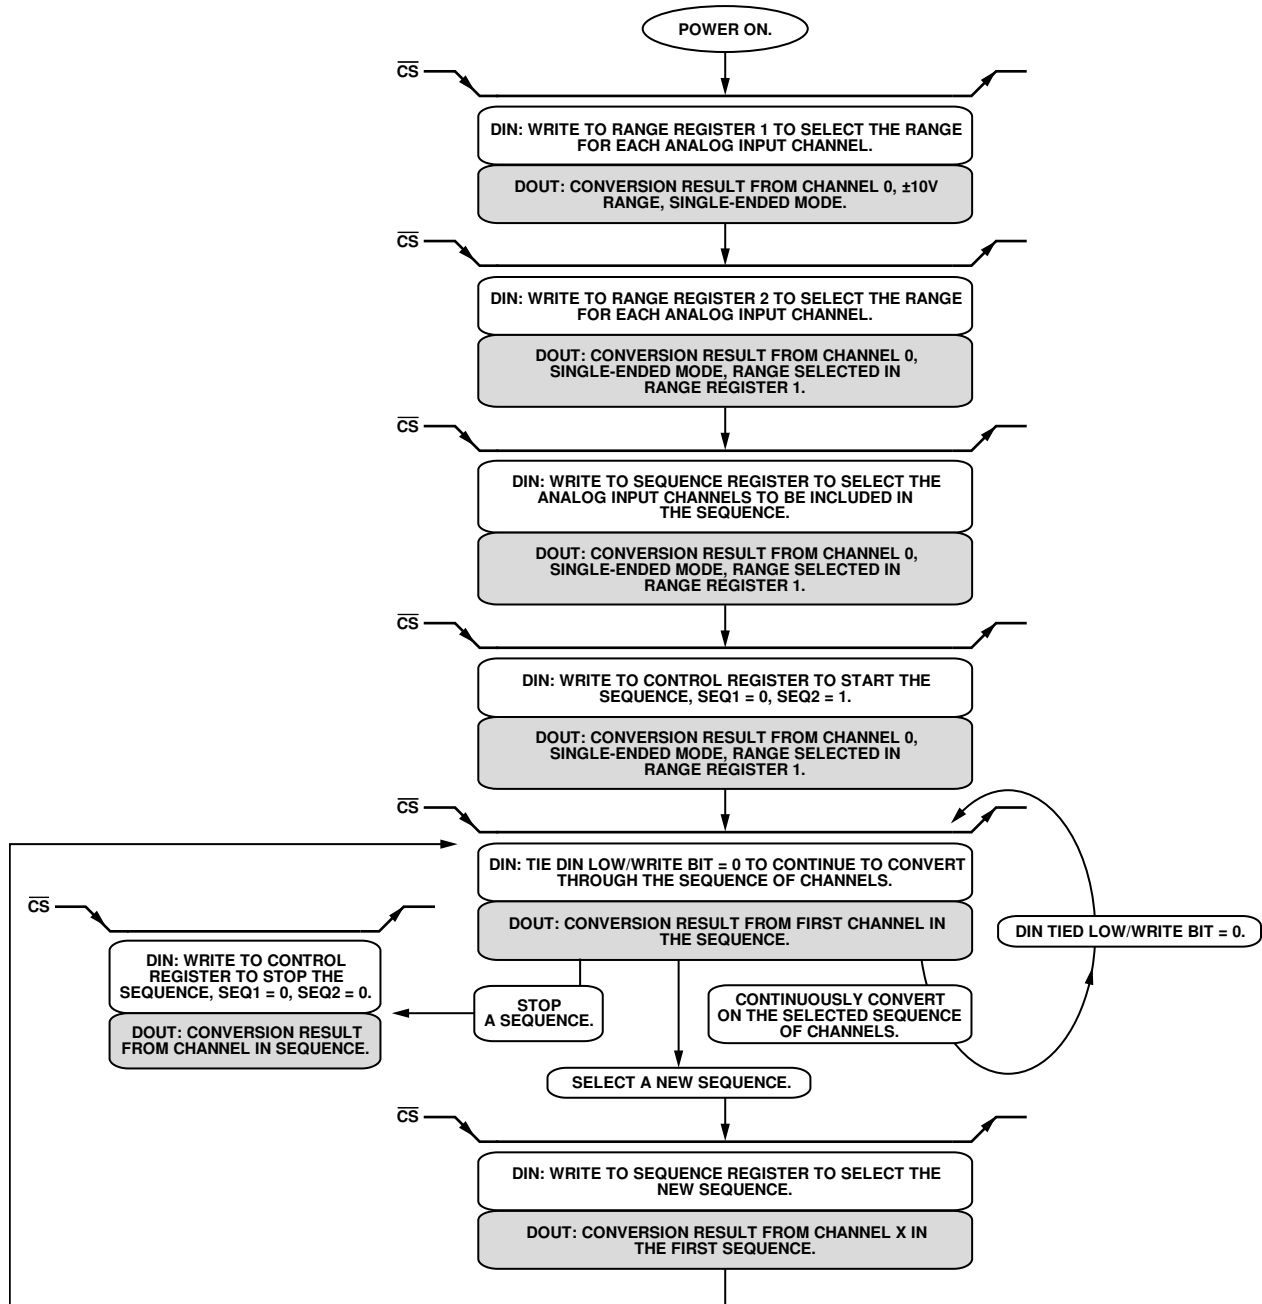 POWER ON.
CS
DIN: WRITE TO RANGE REGISTER 1 TO SELECT THE RANGE
FOR EACH ANALOG INPUT CHANNEL.
DOUT: CONVERSION RESULT FROM CHANNEL 0, ±10V
RANGE, SINGLE-ENDED MODE.
CS
DIN: WRITE TO RANGE REGISTER 2 TO SELECT THE RANGE
FOR EACH ANALOG INPUT CHANNEL.
DOUT: CONVERSION RESULT FROM CHANNEL 0,
SINGLE-ENDED MODE, RANGE SELECTED IN
RANGE REGISTER 1.
CS
DIN: WRITE TO SEQUENCE REGISTER TO SELECT THE
ANALOG INPUT CHANNELS TO BE INCLUDED IN
THE SEQUENCE.
DOUT: CONVERSION RESULT FROM CHANNEL 0,
SINGLE-ENDED MODE, RANGE SELECTED IN
RANGE REGISTER 1.
CS
DIN: WRITE TO CONTROL REGISTER TO START THE
SEQUENCE, SEQ1 = 0, SEQ2 = 1.
DOUT: CONVERSION RESULT FROM CHANNEL 0,
SINGLE-ENDED MODE, RANGE SELECTED IN
RANGE REGISTER 1.
CS
DIN: TIE DIN LOW/WRITE BIT = 0 TO CONTINUE TO CONVERT
THROUGH THE SEQUENCE OF CHANNELS.
DOUT: CONVERSION RESULT FROM FIRST CHANNEL IN
THE SEQUENCE.
DIN TIED LOW/WRITE BIT = 0.
CS
DIN: WRITE TO CONTROL
REGISTER TO STOP THE
SEQUENCE, SEQ1 = 0, SEQ2 = 0.
DOUT: CONVERSION RESULT
FROM CHANNEL IN SEQUENCE.
STOP
A SEQUENCE.
CONTINUOUSLY CONVERT
ON THE SELECTED SEQUENCE
OF CHANNELS.
SELECT A NEW SEQUENCE.
CS
DIN: WRITE TO SEQUENCE REGISTER TO SELECT THE
NEW SEQUENCE.
DOUT: CONVERSION RESULT FROM CHANNEL X IN
THE FIRST SEQUENCE.